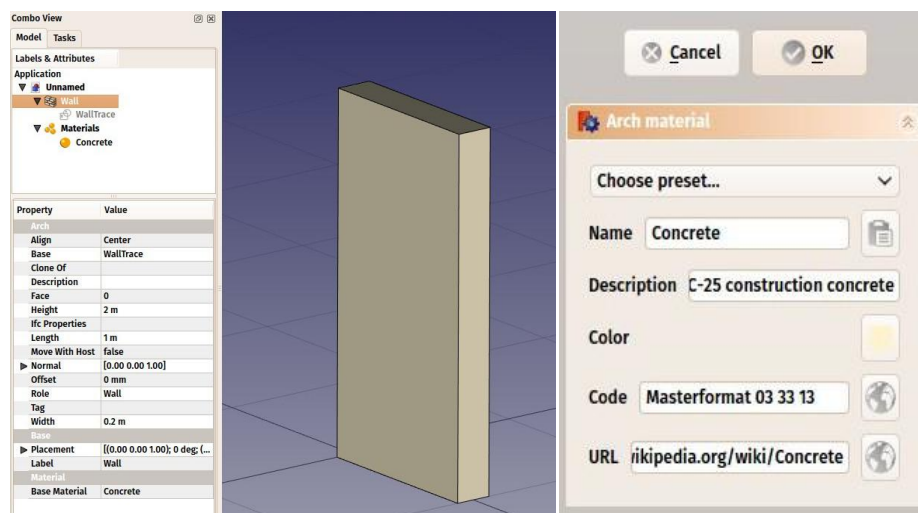 Combo View
Model Tasks
Labels & Attributes
Application
Unnamed
Wall
WallTrace
Materials
Concrete
Property Value
Arch
Align Center
Base WallTrace
Clone Of
Description
Face 0
Height 2 m
Ifc Properties
Length 1 m
Move With Host false
Normal [0.00 0.00 1.00]
Offset 0 mm
Role Wall
Tag
Width 0.2 m
Base
Placement [(0.00 0.00 1.00); 0 deg; (...
Label Wall
Material
Base Material Concrete
Cancel OK
Arch material
Choose preset...
Name Concrete
Description C-25 construction concrete
Color
Code Masterformat 03 33 13
URL vikipedia.org/wiki/Concrete